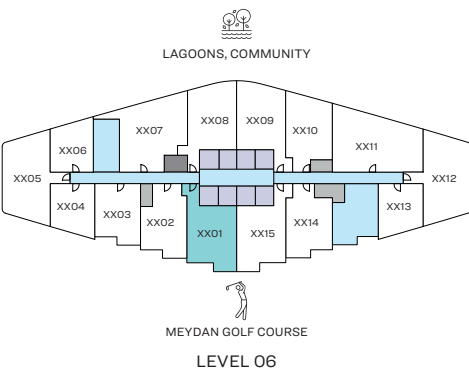 LAGOONS, COMMUNITY
XX08 XX09
XX07 XX10
XX06 XX11
XX05 XX12
XX04 XX13
XX03 XX02 XX14
XX01 XX15
MEYDAN GOLF COURSE
LEVEL 06